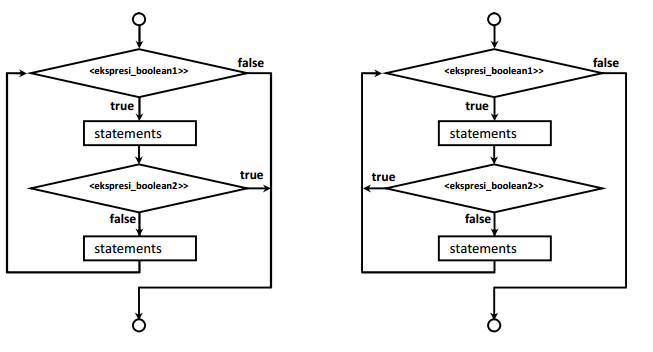 false
<ekspresi_boolean1>>
true
statements
true
<ekspresi_boolean2>>
false
statements
false
<ekspresi_boolean1>>
true
statements
true
<ekspresi_boolean2>>
false
statements